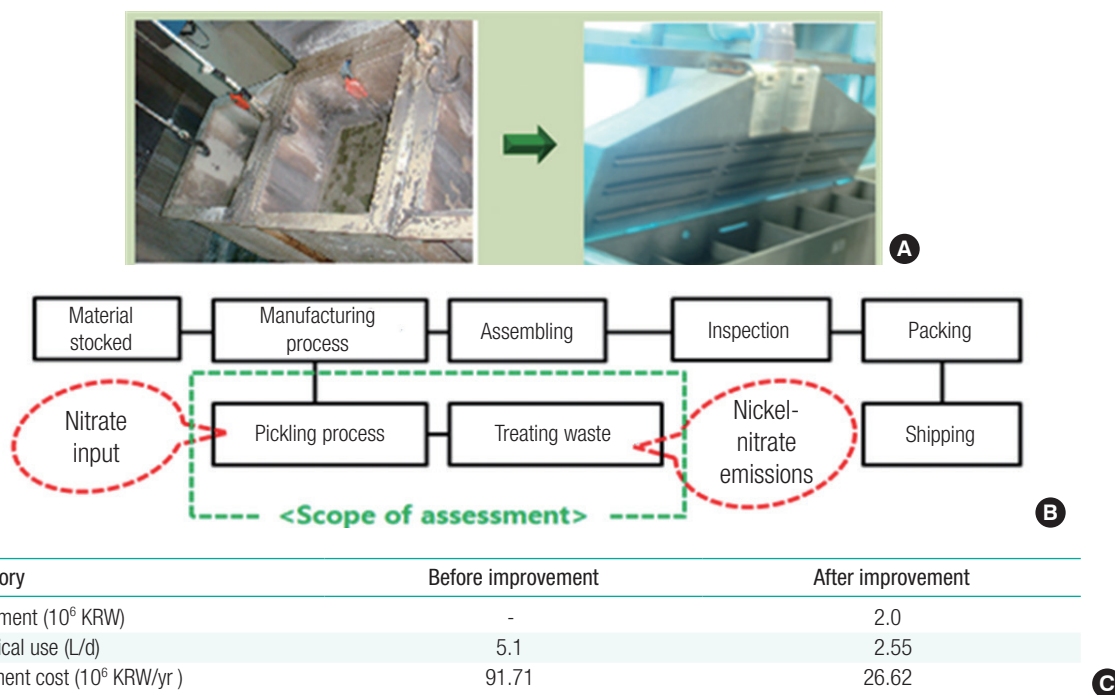 A
Material
stocked
Manufacturing
process
Assembling
Inspection
Packing
Nitrate
input
Pickling process
Treating waste
Nickel-
nitrate
emissions
Shipping
<Scope of assessment>
B
ory Before improvement After improvement
ment (10⁶ KRW) - 2.0
ical use (L/d) 5.1 2.55
ment cost (10⁶ KRW/yr ) 91.71 26.62
C